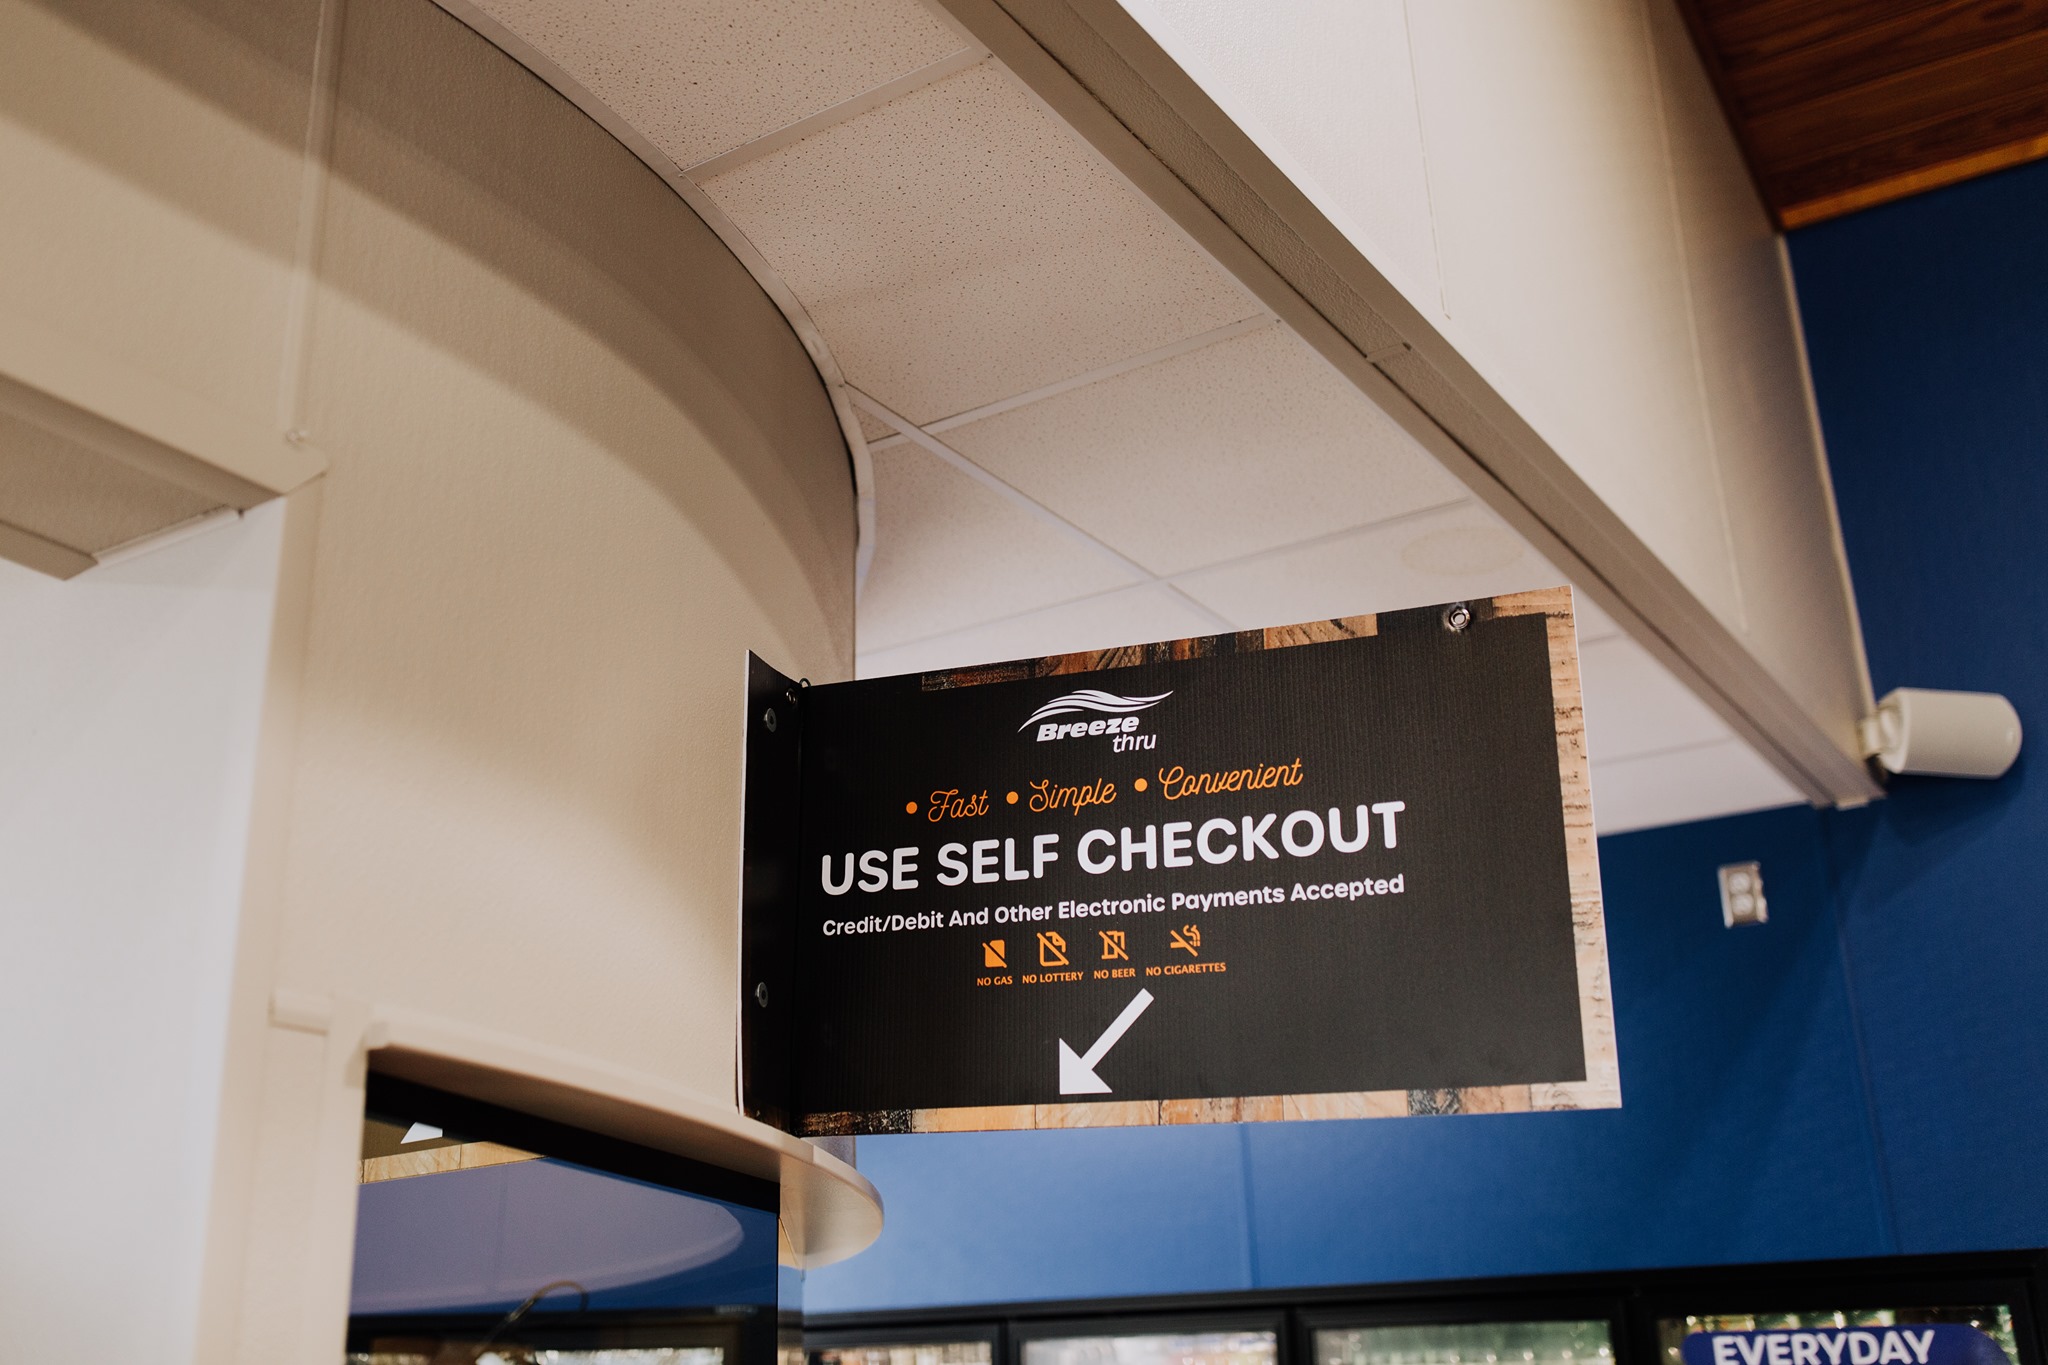 Breeze
thru
• Fast • Simple • Convenient
USE SELF CHECKOUT
Credit/Debit And Other Electronic Payments Accepted
NO GAS NO LOTTERY NO BEER NO CIGARETTES
EVERYDAY